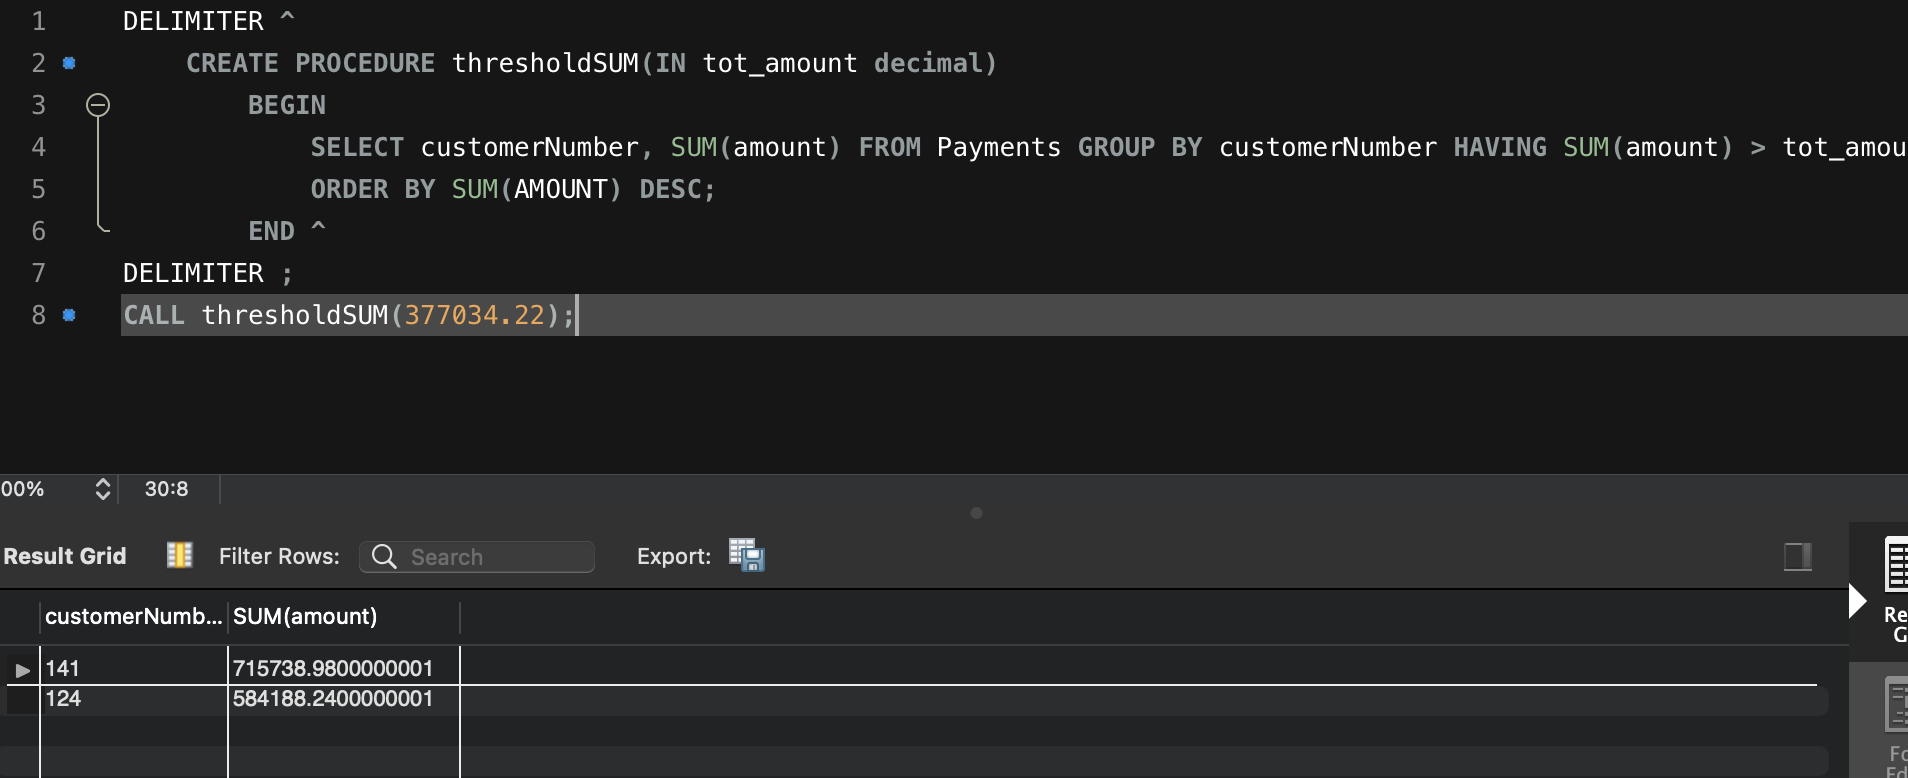 1 DELIMITER ^
2 CREATE PROCEDURE thresholdSUM(IN tot_amount decimal)
3 BEGIN
4 SELECT customerNumber, SUM(amount) FROM Payments GROUP BY customerNumber HAVING SUM(amount) > tot_amou
5 ORDER BY SUM(AMOUNT) DESC;
6 END ^
7 DELIMITER ;
8 CALL thresholdSUM(377034.22);
00% 30:8
Result Grid Filter Rows: Search Export:
customerNumb... SUM(amount)
141 715738.9800000001
124 584188.2400000001
Re
G
Fo
Ed